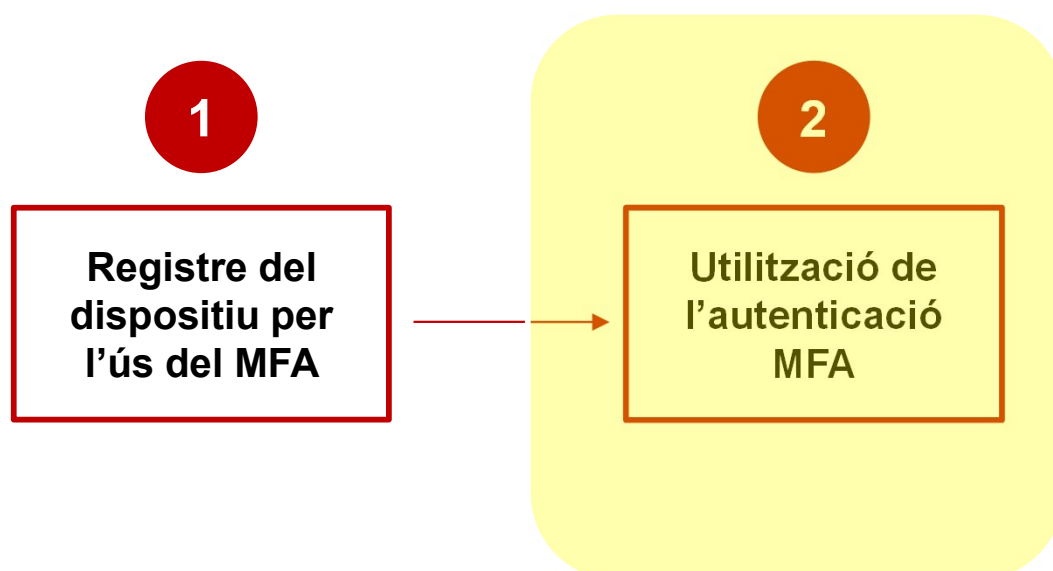 1
Registre del
dispositiu per
l’ús del MFA
2
Utilització de
l’autenticació
MFA